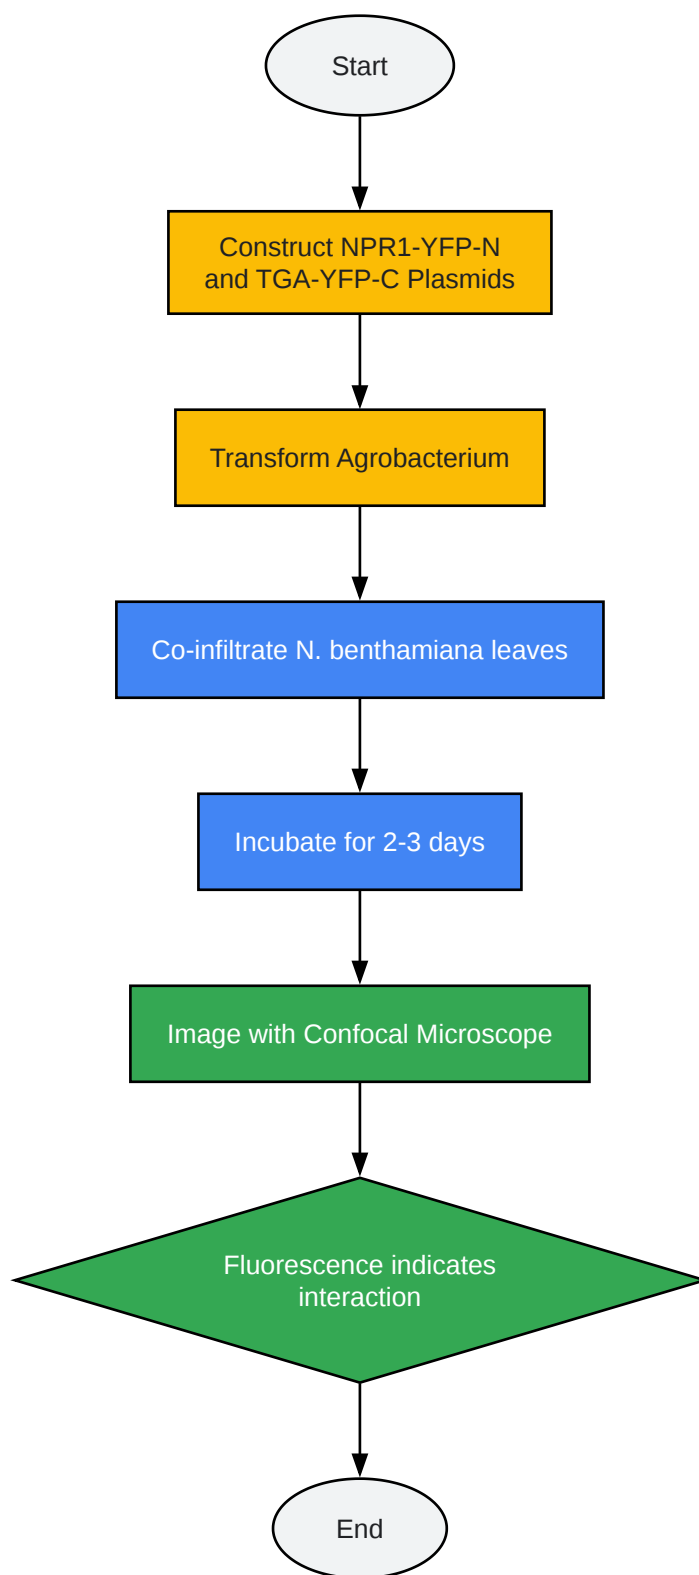 Start
Construct NPR1-YFP-N
and TGA-YFP-C Plasmids
Transform Agrobacterium
Co-infiltrate N. benthamiana leaves
Incubate for 2-3 days
Image with Confocal Microscope
Fluorescence indicates
interaction
End